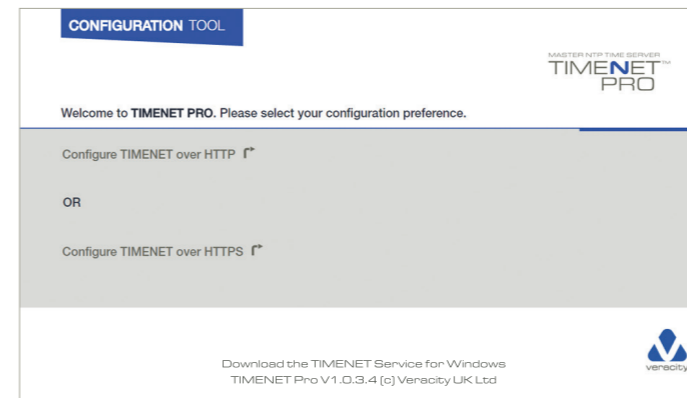 CONFIGURATION TOOL
MASTER NTP TIME SERVER
TIMENET™
PRO
Welcome to TIMENET PRO. Please select your configuration preference.
Configure TIMENET over HTTP
OR
Configure TIMENET over HTTPS
Download the TIMENET Service for Windows
TIMENET Pro V1.0.3.4 (c) Veracity UK Ltd
veracity